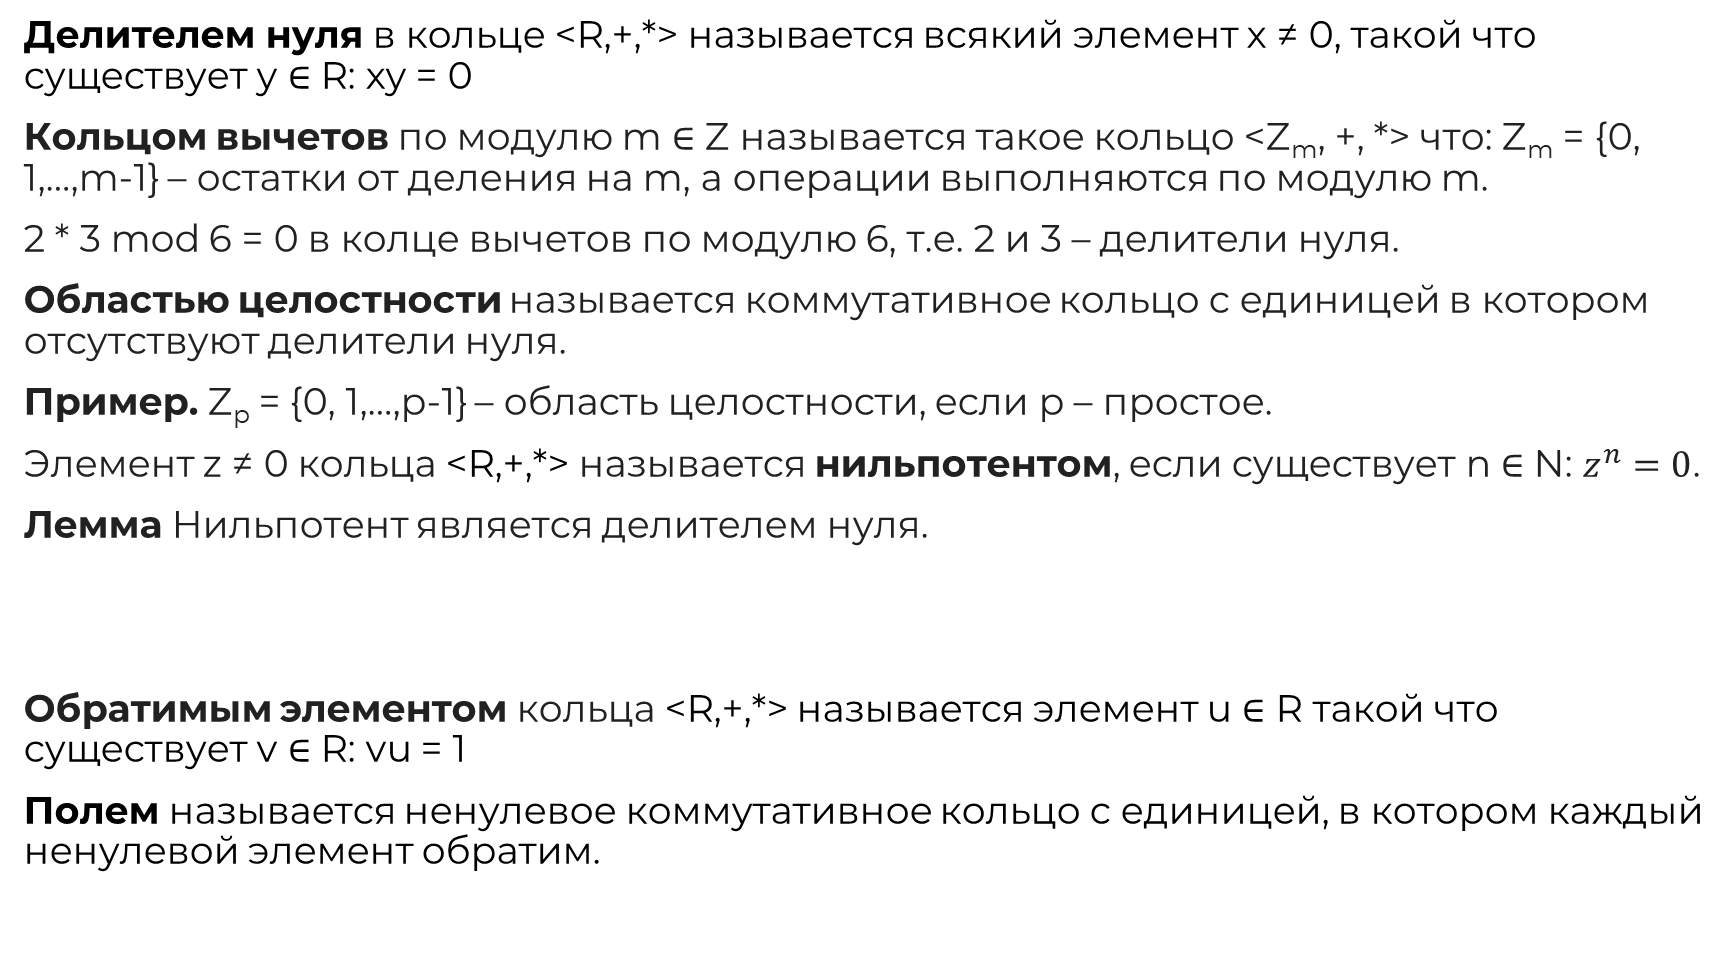 Делителем нуля в кольце <R,+,*> называется всякий элемент x ≠ 0, такой что
существует y ∈ R: xy = 0
Кольцом вычетов по модулю m ∈ Z называется такое кольцо <Zₘ, +, *> что: Zₘ = {0,
1,...,m-1} – остатки от деления на m, а операции выполняются по модулю m.
2 * 3 mod 6 = 0 в колце вычетов по модулю 6, т.е. 2 и 3 – делители нуля.
Областью целостности называется коммутативное кольцо с единицей в котором
отсутствуют делители нуля.
Пример. Zₚ = {0, 1,...,p-1} – область целостности, если p – простое.
Элемент z ≠ 0 кольца <R,+,*> называется нильпотентом, если существует n ∈ N: zⁿ = 0.
Лемма Нильпотент является делителем нуля.
Обратимым элементом кольца <R,+,*> называется элемент u ∈ R такой что
существует v ∈ R: vu = 1
Полем называется ненулевое коммутативное кольцо с единицей, в котором каждый
ненулевой элемент обратим.